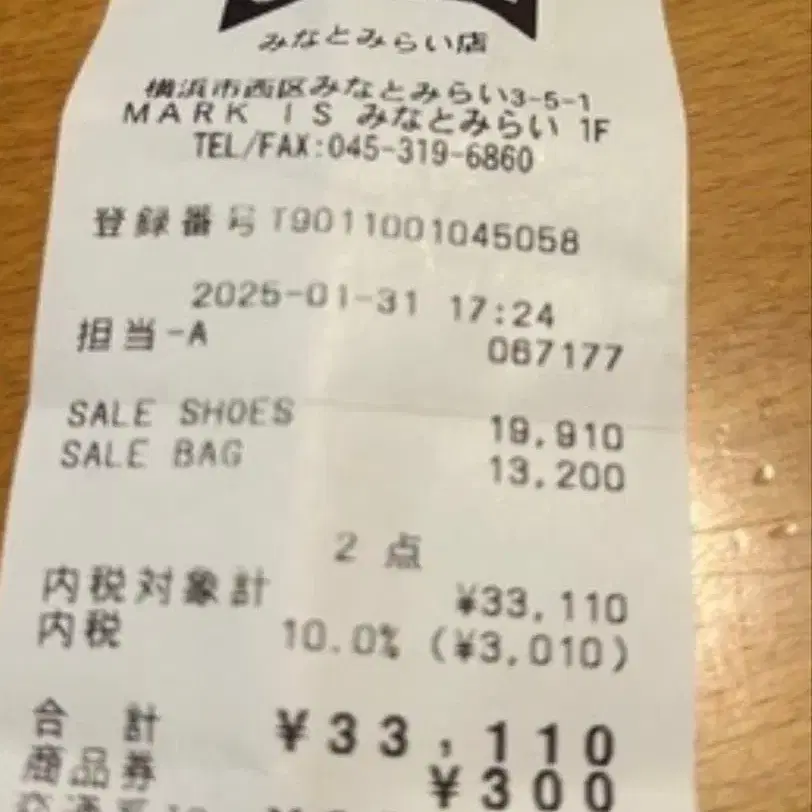 みなとみらい店
横浜市西区みなとみらい3-5-1
MARK IS みなとみらい 1F
TEL/FAX:045-319-6860
登録番号T9011001045058
2025-01-31 17:24
担当-A 067177
SALE SHOES 19,910
SALE BAG 13,200
2 点
内税対象計 ¥33,110
内税 10.0% (¥3,010)
合 計 ¥33,110
商品券 ¥300